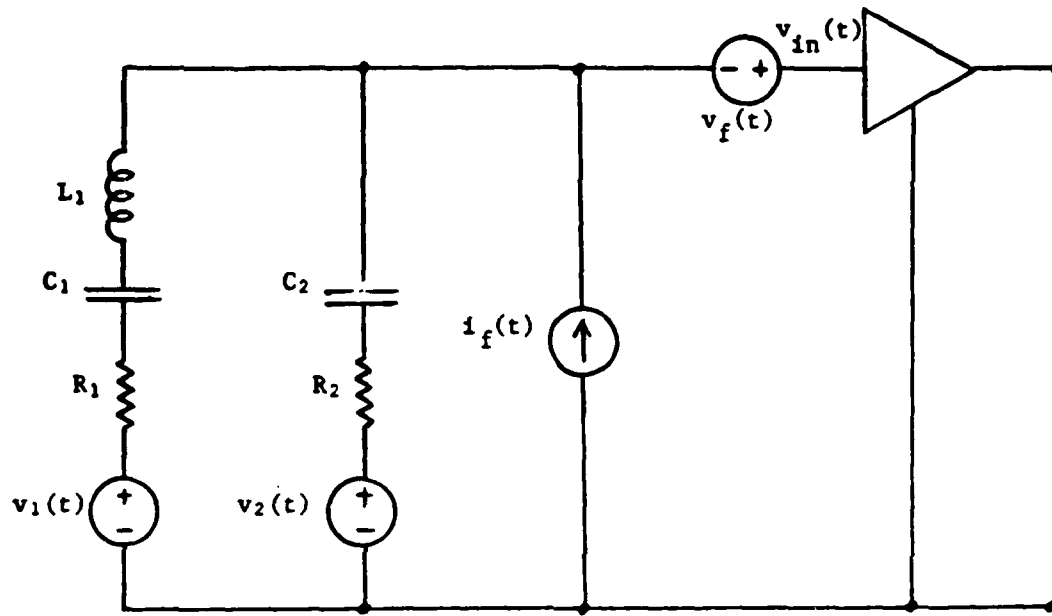 v_in(t)
- +
v_f(t)
L₁
C₁
C₂
i_f(t)
R₁
R₂
v₁(t)
+
-
v₂(t)
+
-